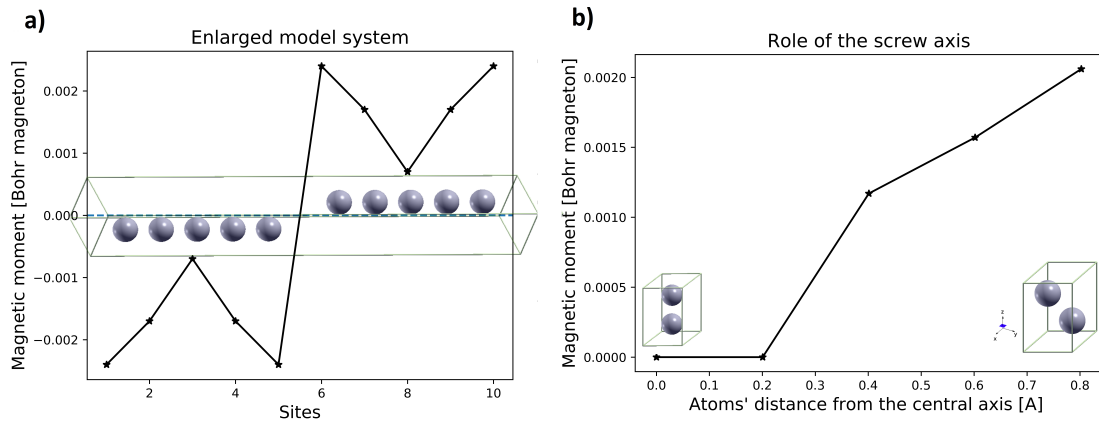 a)
Enlarged model system
Magnetic moment [Bohr magneton]
0.002
0.001
0.000
−0.001
−0.002
2
4
6
8
10
Sites
b)
Role of the screw axis
Magnetic moment [Bohr magneton]
0.0020
0.0015
0.0010
0.0005
0.0000
z
x
y
0.0
0.1
0.2
0.3
0.4
0.5
0.6
0.7
0.8
Atoms' distance from the central axis [A]